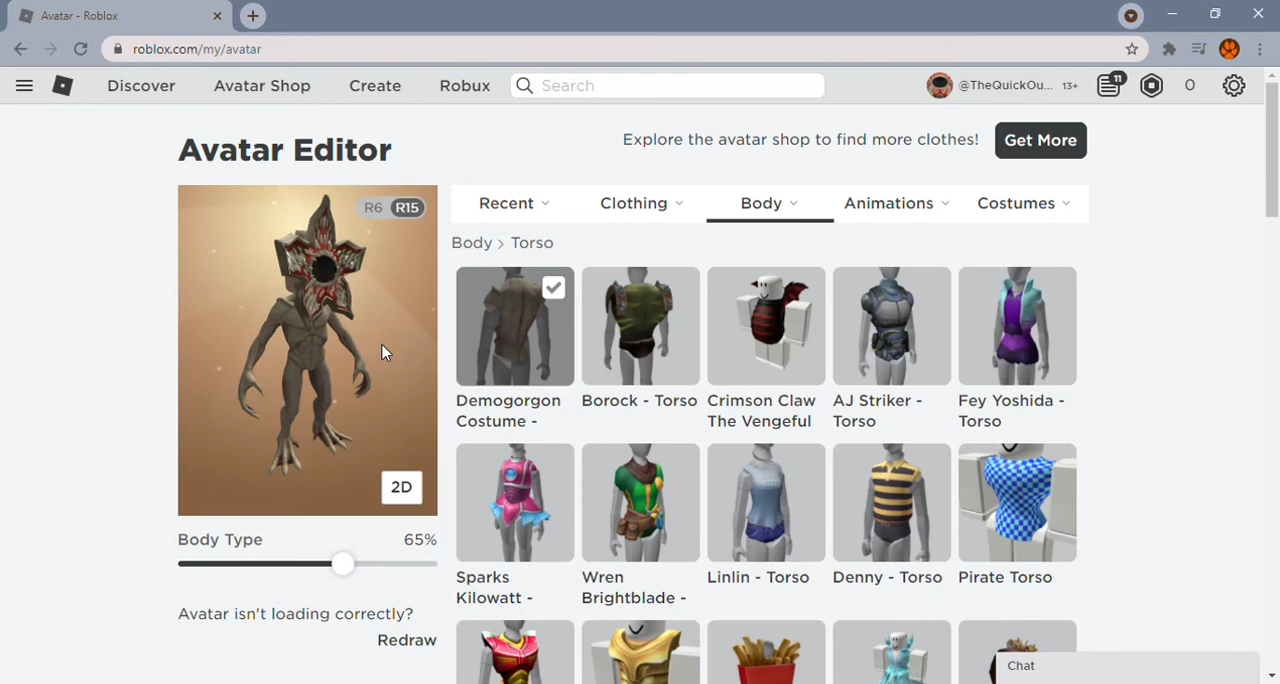 Avatar - Roblox
roblox.com/my/avatar
Discover
Avatar Shop
Create
Robux
Search
@TheQuickOu...
13+
11
0
Avatar Editor
Explore the avatar shop to find more clothes!
Get More
R6
R15
Recent
Clothing
Body
Animations
Costumes
Body > Torso
Demogorgon
Costume -
Borock - Torso
Crimson Claw
The Vengeful
AJ Striker -
Torso
Fey Yoshida -
Torso
2D
Body Type
65%
Sparks
Kilowatt -
Wren
Brightblade -
Linlin - Torso
Denny - Torso
Pirate Torso
Avatar isn't loading correctly?
Redraw
Chat